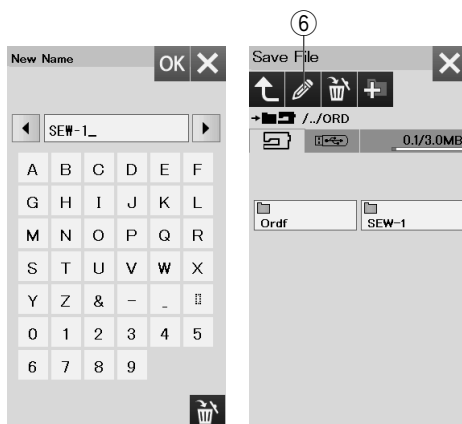 ⑥
New Name
OK
SEW-1_
A B C D E F
G H I J K L
M N O P Q R
S T U V W X
Y Z & - _
0 1 2 3 4 5
6 7 8 9
Save File
/../ORD
0.1/3.0MB
Ordf
SEW-1